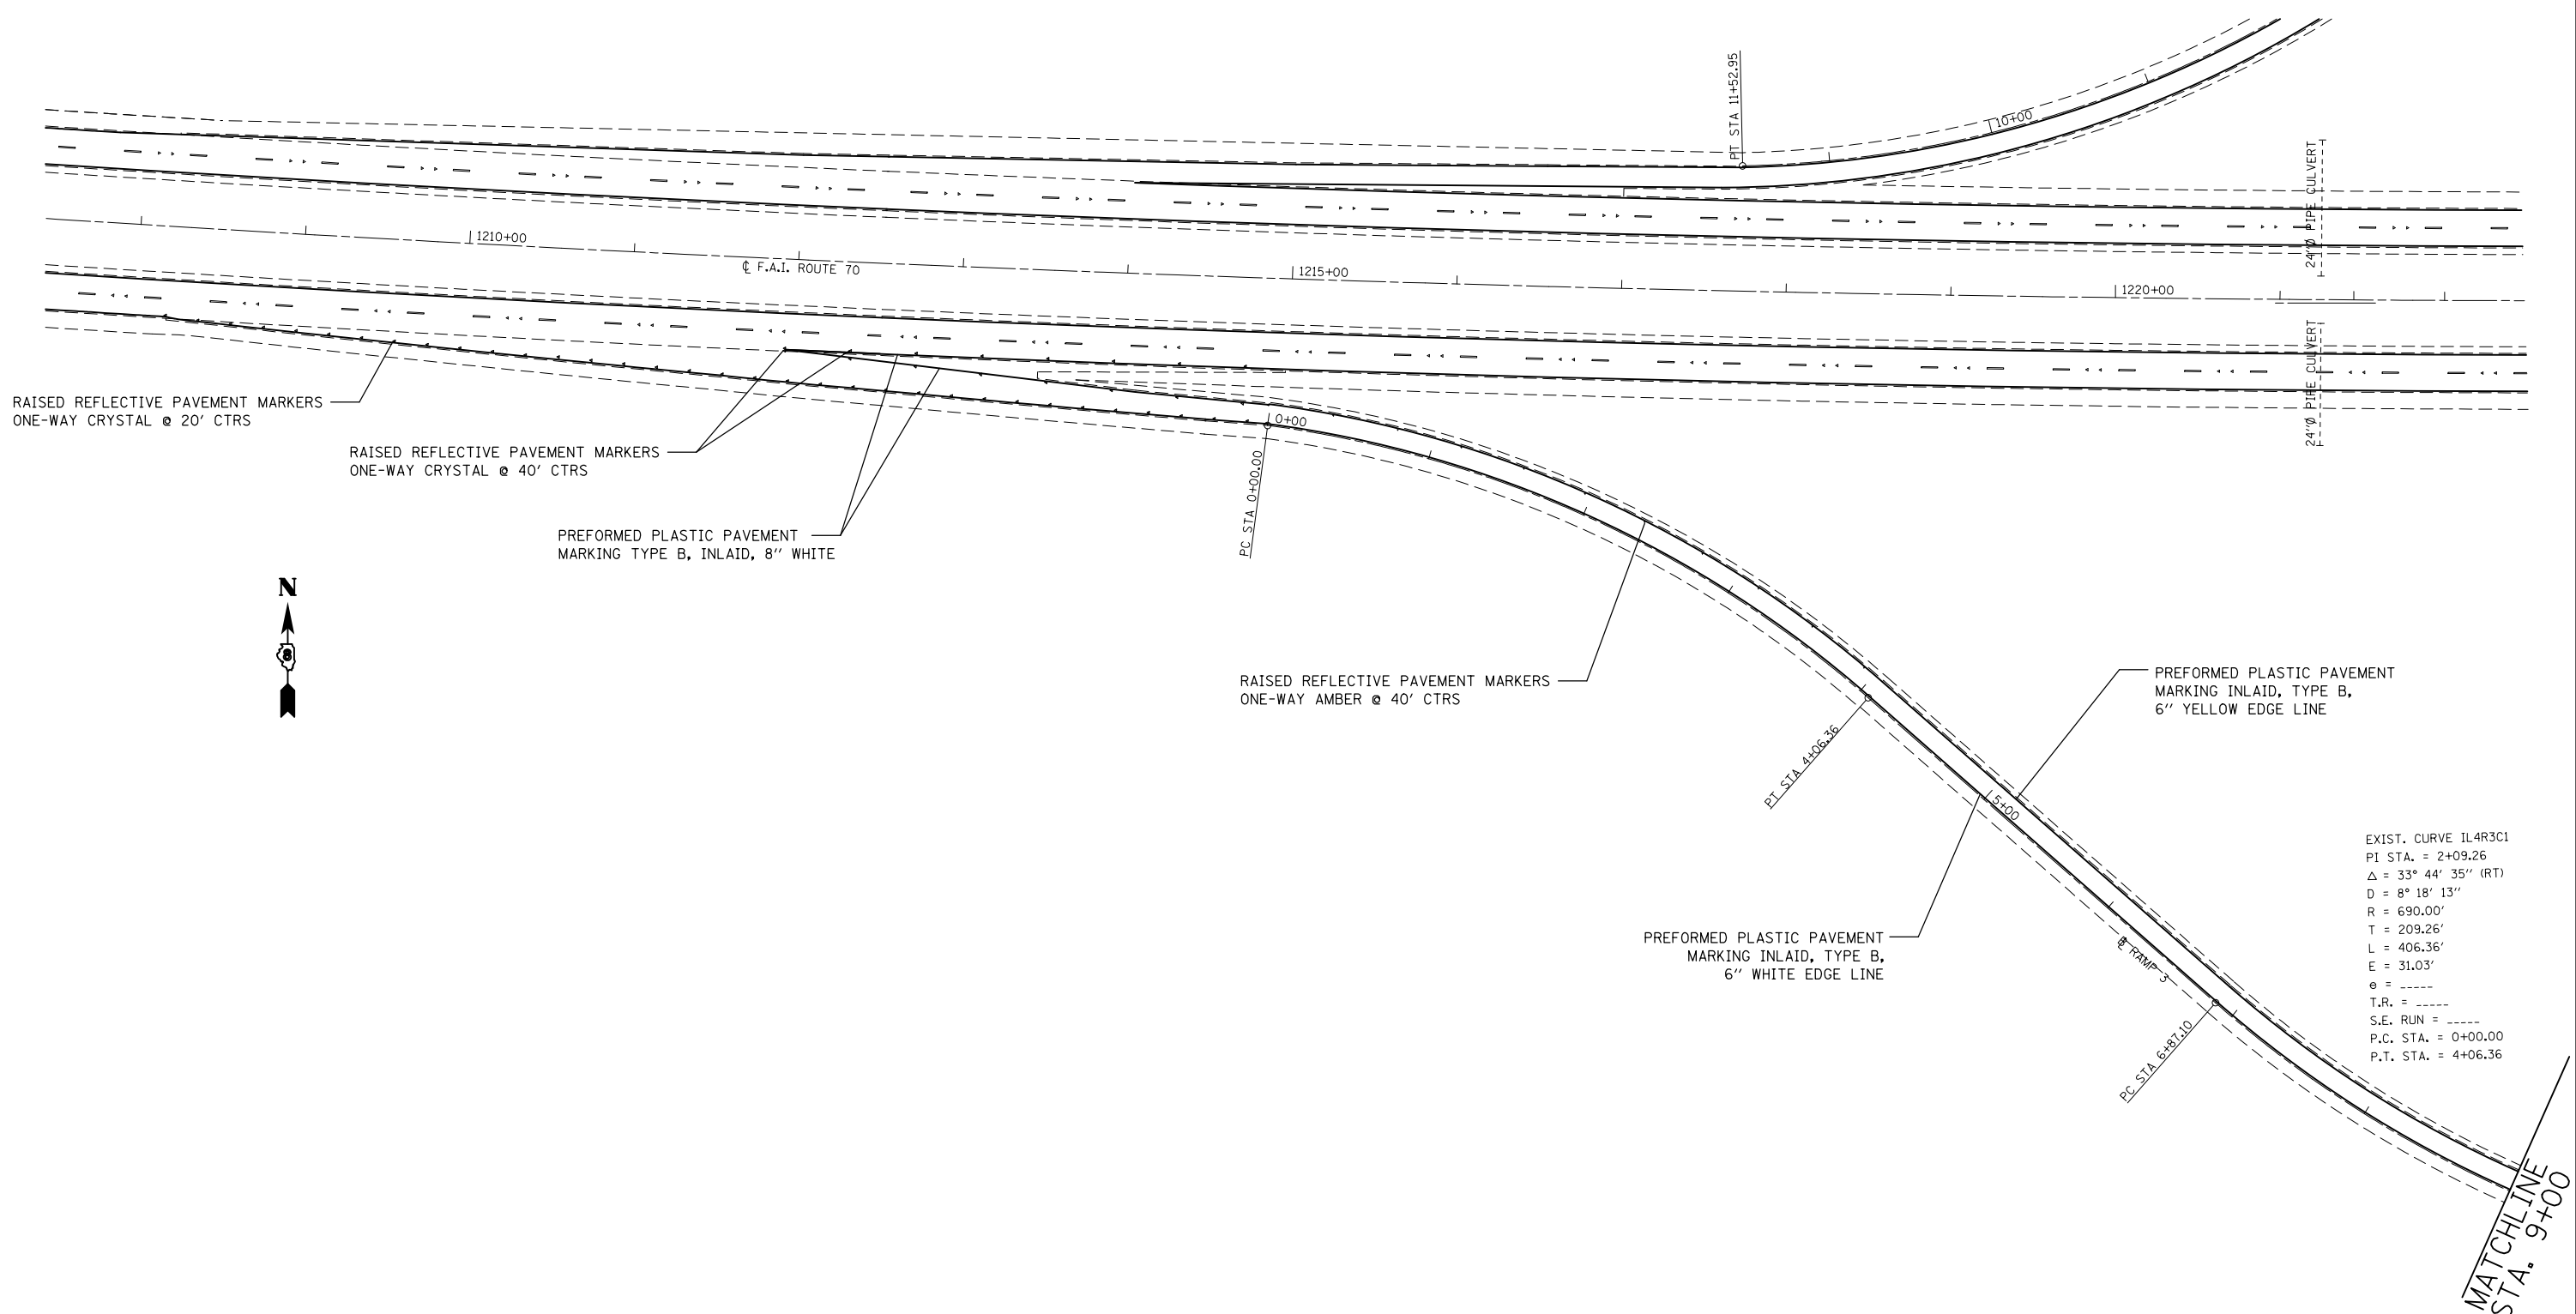 PT STA 11+52.95
10+00
24"Ø PIPE CULVERT
1210+00
℄ F.A.I. ROUTE 70
1215+00
1220+00
24"Ø PIPE CULVERT
RAISED REFLECTIVE PAVEMENT MARKERS
ONE-WAY CRYSTAL @ 20' CTRS
0+00
RAISED REFLECTIVE PAVEMENT MARKERS
ONE-WAY CRYSTAL @ 40' CTRS
PC STA 0+00.00
PREFORMED PLASTIC PAVEMENT
MARKING TYPE B, INLAID, 8" WHITE
N
8
RAISED REFLECTIVE PAVEMENT MARKERS
ONE-WAY AMBER @ 40' CTRS
PREFORMED PLASTIC PAVEMENT
MARKING INLAID, TYPE B,
6" YELLOW EDGE LINE
PT STA 4+06.36
5+00
PREFORMED PLASTIC PAVEMENT
MARKING INLAID, TYPE B,
6" WHITE EDGE LINE
RAMP 3
PC STA 6+87.10
EXIST. CURVE IL4R3C1
PI STA. = 2+09.26
△ = 33° 44' 35" (RT)
D = 8° 18' 13"
R = 690.00'
T = 209.26'
L = 406.36'
E = 31.03'
e = _____
T.R. = _____
S.E. RUN = _____
P.C. STA. = 0+00.00
P.T. STA. = 4+06.36
MATCHLINE
STA. 9+00